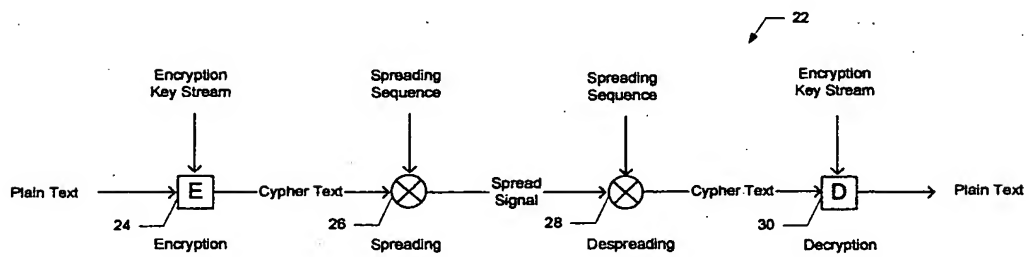 22
Encryption
Key Stream
Spreading
Sequence
Spreading
Sequence
Encryption
Key Stream
Plain Text
E
Cypher Text
Spread
Signal
Cypher Text
D
Plain Text
24
26
28
30
Encryption
Spreading
Despreading
Decryption